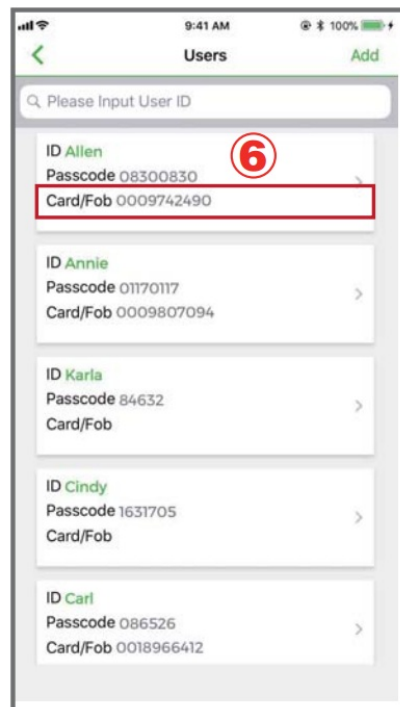 9:41 AM
100%
Users
Add
Please Input User ID
⑥
ID Allen
Passcode 08300830
Card/Fob 0009742490
ID Annie
Passcode 01170117
Card/Fob 0009807094
ID Karla
Passcode 84632
Card/Fob
ID Cindy
Passcode 1631705
Card/Fob
ID Carl
Passcode 086526
Card/Fob 0018966412